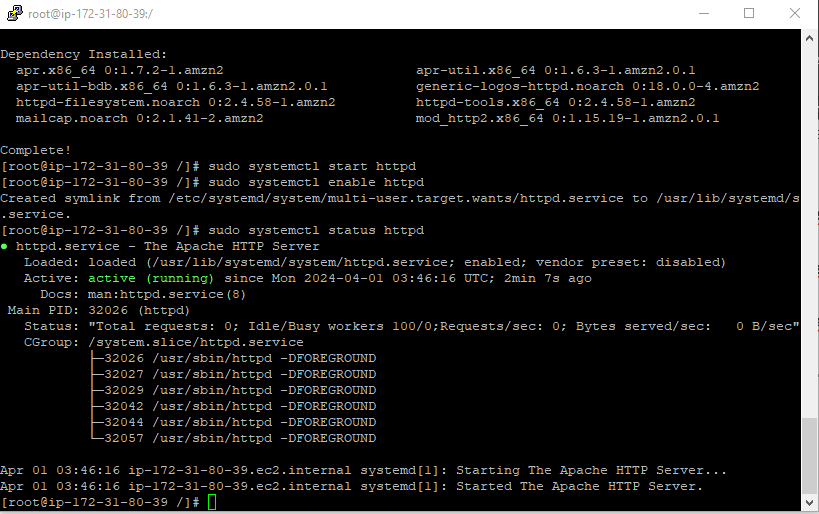 root@ip-172-31-80-39:/
Dependency Installed:
  apr.x86_64 0:1.7.2-1.amzn2                        apr-util.x86_64 0:1.6.3-1.amzn2.0.1
  apr-util-bdb.x86_64 0:1.6.3-1.amzn2.0.1           generic-logos-httpd.noarch 0:18.0.0-4.amzn2
  httpd-filesystem.noarch 0:2.4.58-1.amzn2          httpd-tools.x86_64 0:2.4.58-1.amzn2
  mailcap.noarch 0:2.1.41-2.amzn2                   mod_http2.x86_64 0:1.15.19-1.amzn2.0.1
Complete!
[root@ip-172-31-80-39 /]# sudo systemctl start httpd
[root@ip-172-31-80-39 /]# sudo systemctl enable httpd
Created symlink from /etc/systemd/system/multi-user.target.wants/httpd.service to /usr/lib/systemd/s
.service.
[root@ip-172-31-80-39 /]# sudo systemctl status httpd
● httpd.service - The Apache HTTP Server
   Loaded: loaded (/usr/lib/systemd/system/httpd.service; enabled; vendor preset: disabled)
   Active: active (running) since Mon 2024-04-01 03:46:16 UTC; 2min 7s ago
     Docs: man:httpd.service(8)
 Main PID: 32026 (httpd)
   Status: "Total requests: 0; Idle/Busy workers 100/0;Requests/sec: 0; Bytes served/sec:   0 B/sec"
   CGroup: /system.slice/httpd.service
           ├─32026 /usr/sbin/httpd -DFOREGROUND
           ├─32027 /usr/sbin/httpd -DFOREGROUND
           ├─32029 /usr/sbin/httpd -DFOREGROUND
           ├─32042 /usr/sbin/httpd -DFOREGROUND
           ├─32044 /usr/sbin/httpd -DFOREGROUND
           └─32057 /usr/sbin/httpd -DFOREGROUND
Apr 01 03:46:16 ip-172-31-80-39.ec2.internal systemd[1]: Starting The Apache HTTP Server...
Apr 01 03:46:16 ip-172-31-80-39.ec2.internal systemd[1]: Started The Apache HTTP Server.
[root@ip-172-31-80-39 /]#